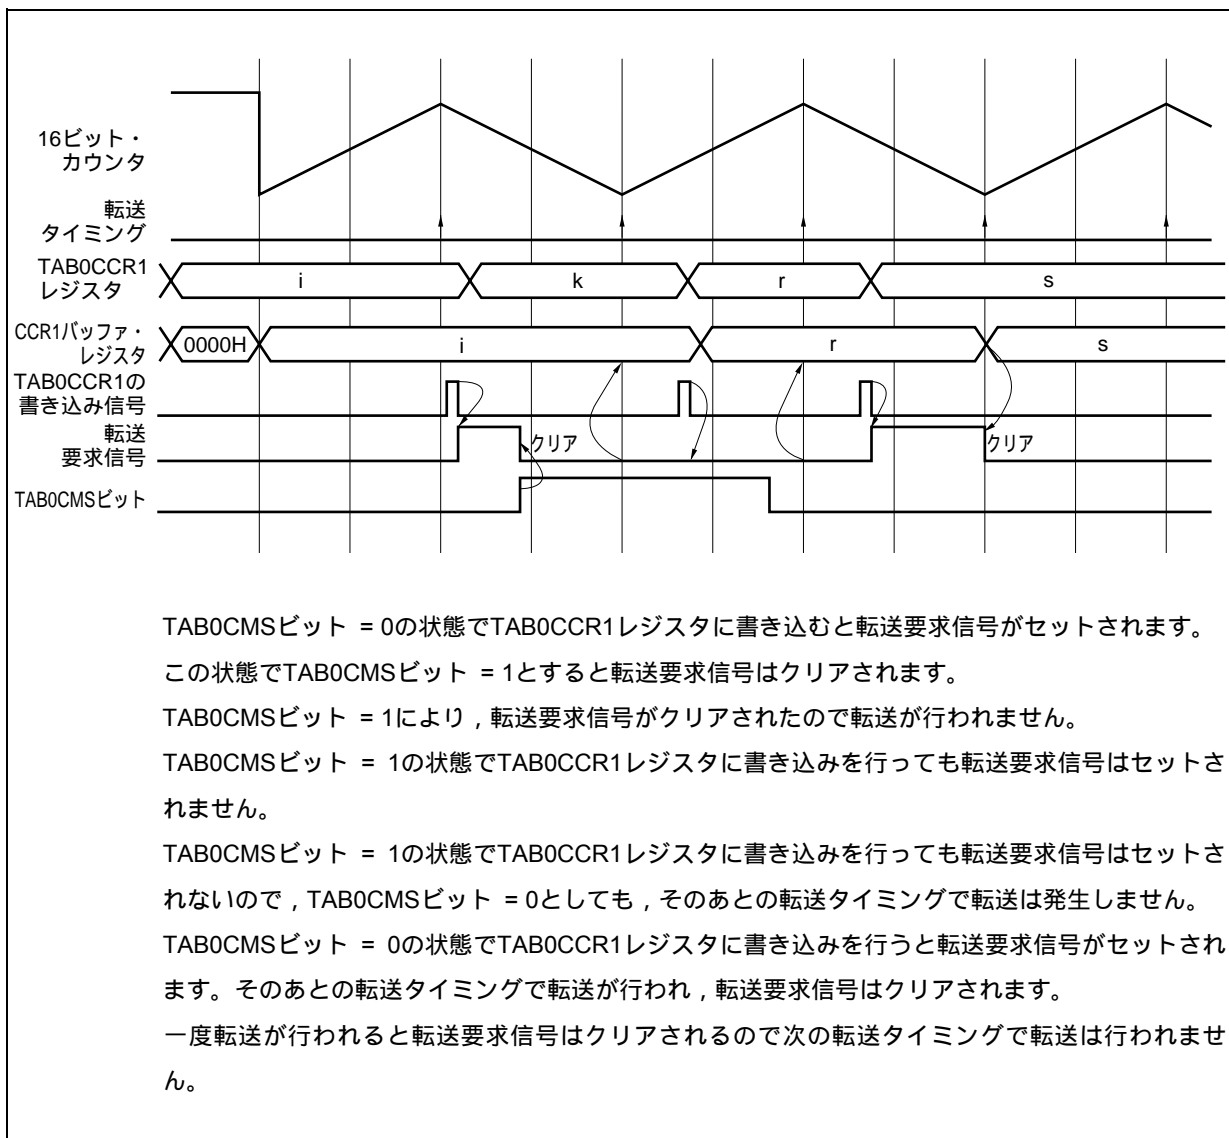 16ビット・
カウンタ
転送
タイミング
TAB0CCR1
レジスタ
i
k
r
s
CCR1バッファ・
レジスタ
0000H
i
r
s
TAB0CCR1の
書き込み信号
転送
要求信号
クリア
クリア
TAB0CMSビット
TAB0CMSビット = 0の状態でTAB0CCR1レジスタに書き込むと転送要求信号がセットされます。
この状態でTAB0CMSビット = 1とすると転送要求信号はクリアされます。
TAB0CMSビット = 1により，転送要求信号がクリアされたので転送が行われません。
TAB0CMSビット = 1の状態でTAB0CCR1レジスタに書き込みを行っても転送要求信号はセットさ
れません。
TAB0CMSビット = 1の状態でTAB0CCR1レジスタに書き込みを行っても転送要求信号はセットさ
れないので，TAB0CMSビット = 0としても，そのあとの転送タイミングで転送は発生しません。
TAB0CMSビット = 0の状態でTAB0CCR1レジスタに書き込みを行うと転送要求信号がセットされ
ます。そのあとの転送タイミングで転送が行われ，転送要求信号はクリアされます。
一度転送が行われると転送要求信号はクリアされるので次の転送タイミングで転送は行われませ
ん。